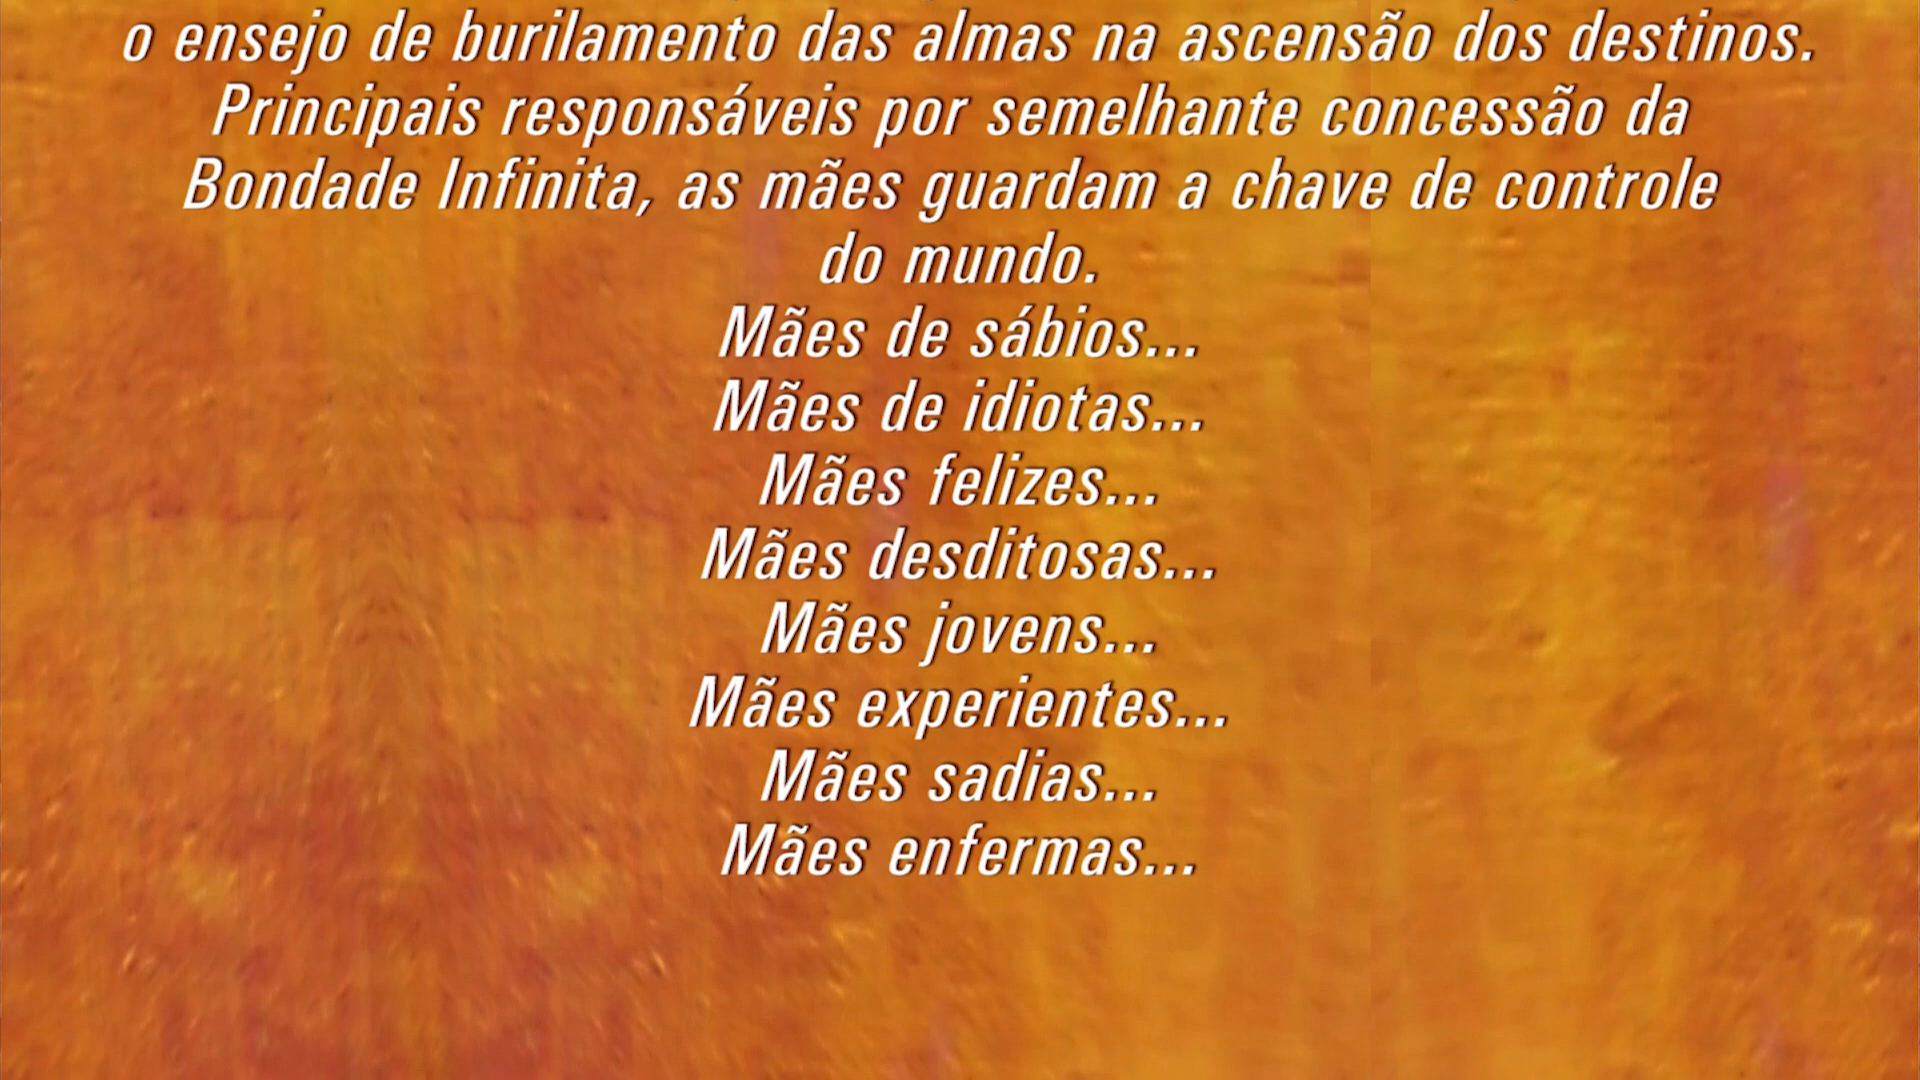 o ensejo de burilamento das almas na ascensão dos destinos.
Principais responsáveis por semelhante concessão da
Bondade Infinita, as mães guardam a chave de controle
do mundo.
Mães de sábios...
Mães de idiotas...
Mães felizes...
Mães desditosas...
Mães jovens...
Mães experientes...
Mães sadias...
Mães enfermas...